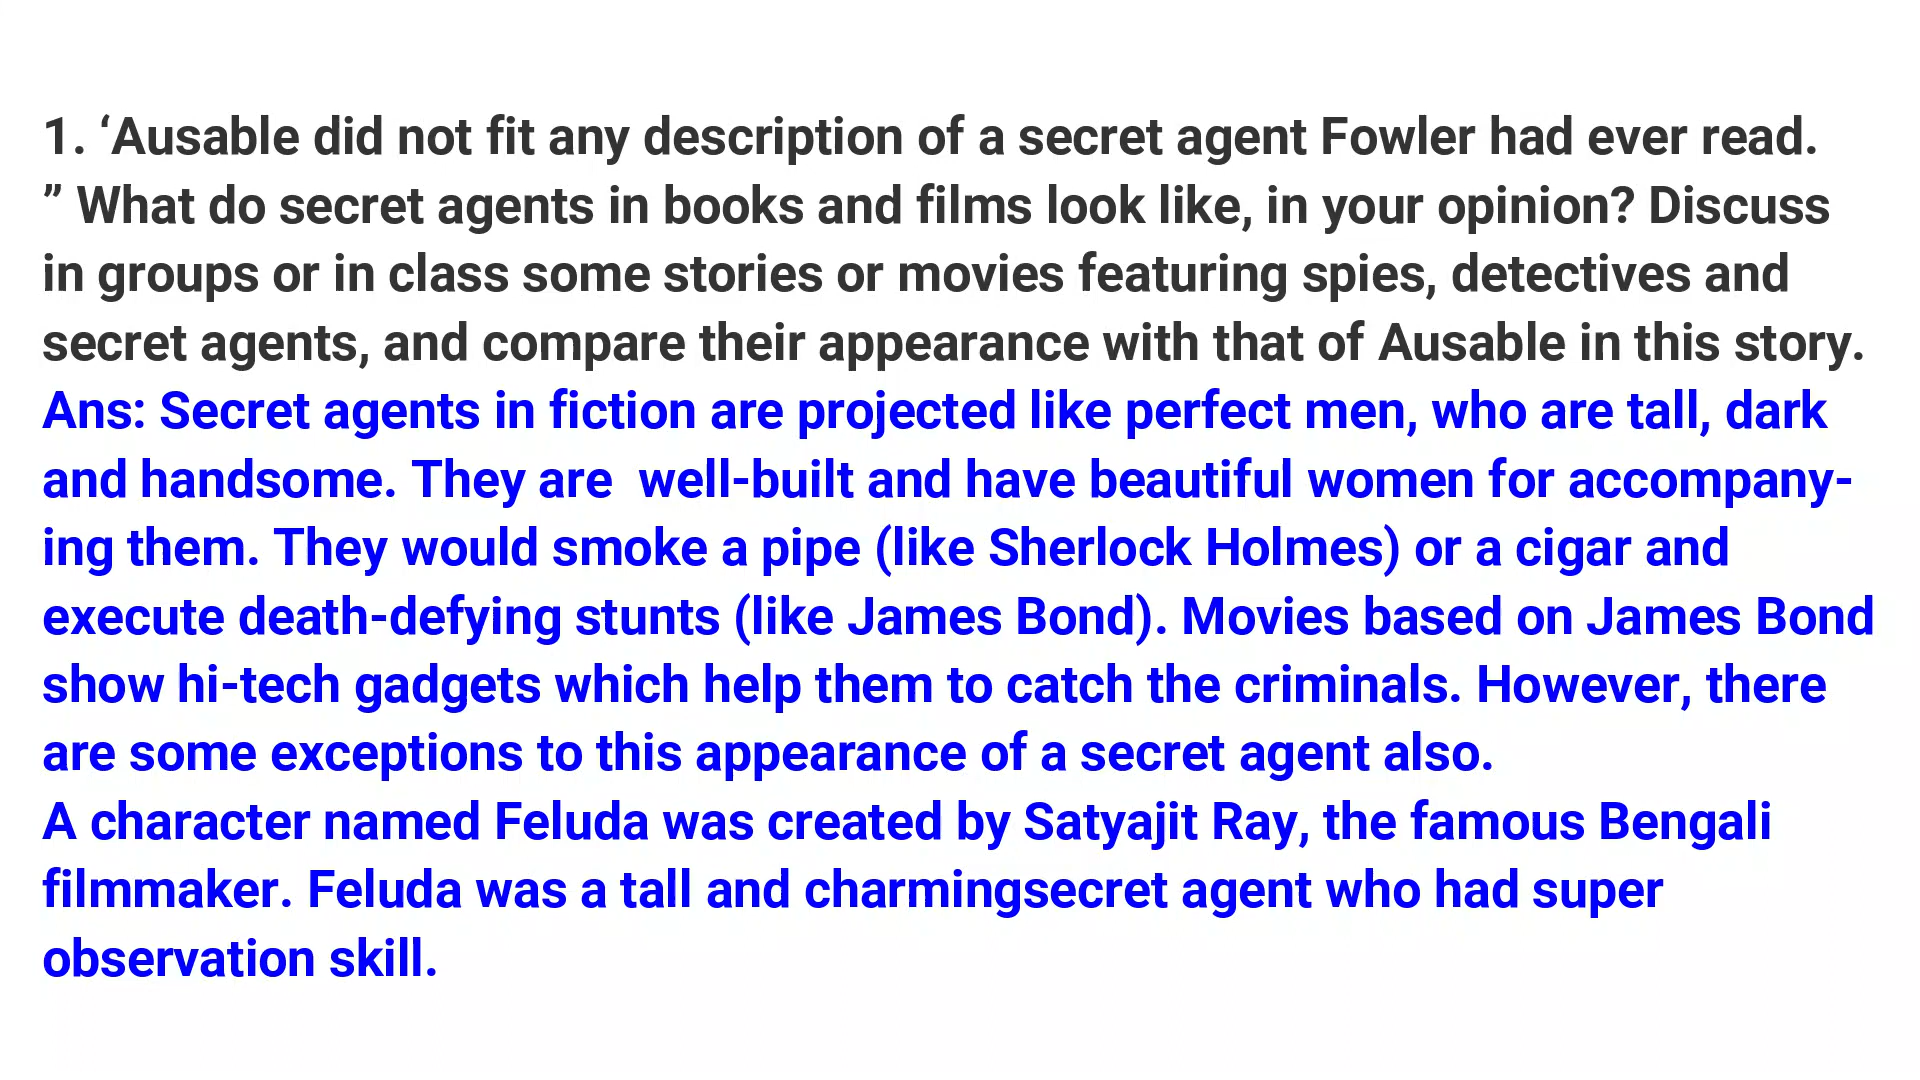 1. ‘Ausable did not fit any description of a secret agent Fowler had ever read.
” What do secret agents in books and films look like, in your opinion? Discuss
in groups or in class some stories or movies featuring spies, detectives and
secret agents, and compare their appearance with that of Ausable in this story.
Ans: Secret agents in fiction are projected like perfect men, who are tall, dark
and handsome. They are  well-built and have beautiful women for accompany-
ing them. They would smoke a pipe (like Sherlock Holmes) or a cigar and
execute death-defying stunts (like James Bond). Movies based on James Bond
show hi-tech gadgets which help them to catch the criminals. However, there
are some exceptions to this appearance of a secret agent also.
A character named Feluda was created by Satyajit Ray, the famous Bengali
filmmaker. Feluda was a tall and charmingsecret agent who had super
observation skill.